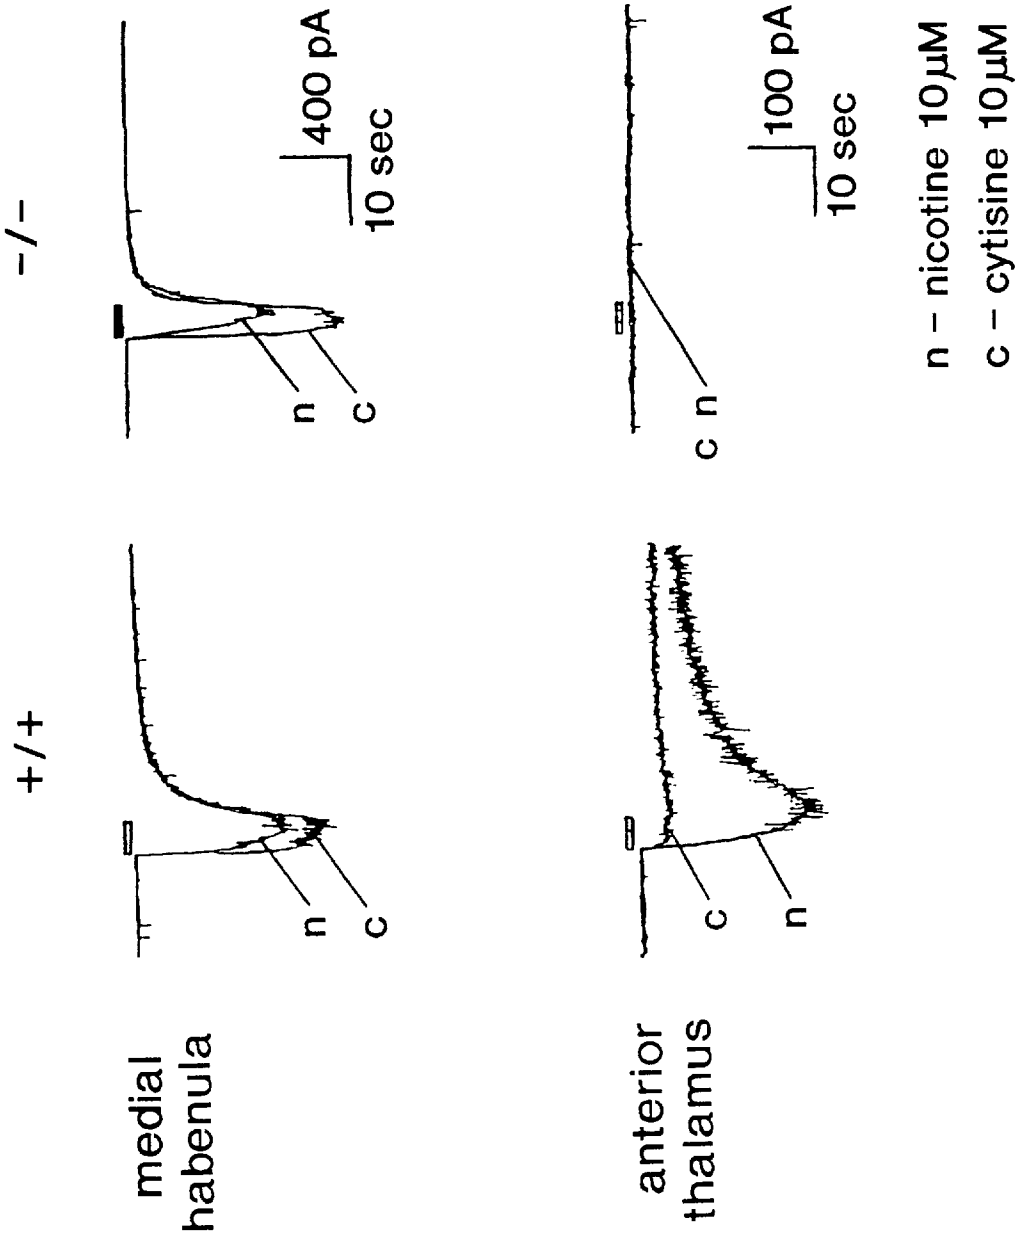 +/+
-/-
medial
habenula
n
c
n
c
400 pA
10 sec
anterior
thalamus
c
n
c n
100 pA
10 sec
n – nicotine 10µM
c – cytisine 10µM